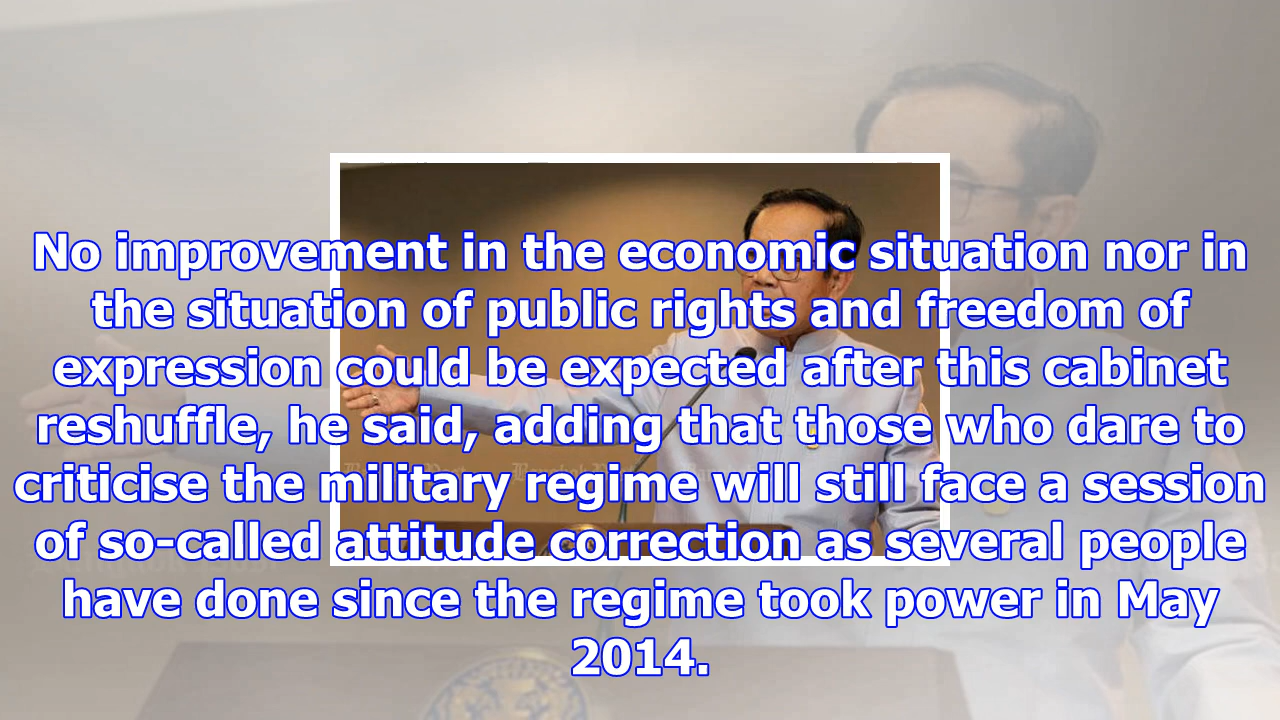 No improvement in the economic situation nor in
the situation of public rights and freedom of
expression could be expected after this cabinet
reshuffle, he said, adding that those who dare to
criticise the military regime will still face a session
of so-called attitude correction as several people
have done since the regime took power in May
2014.